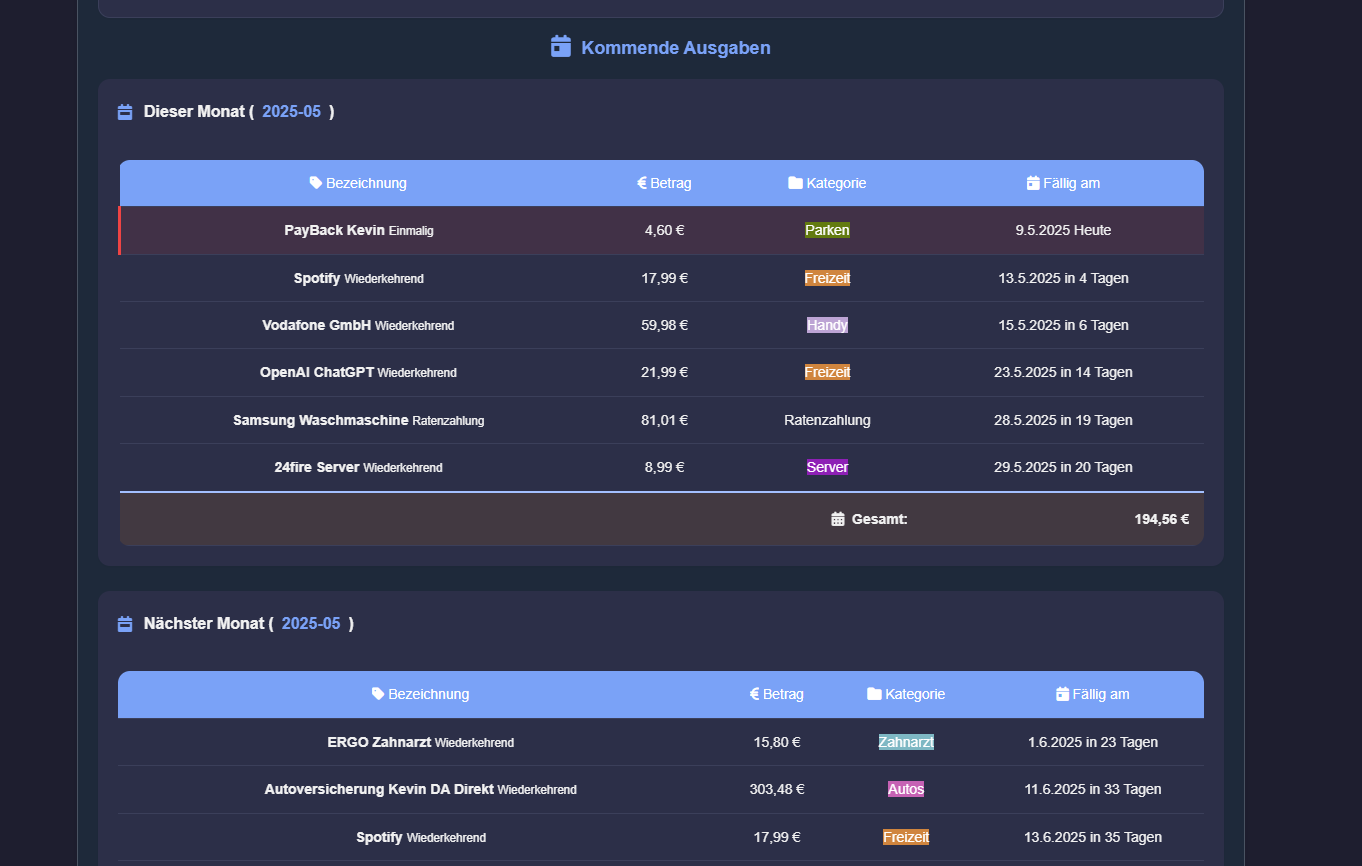 Kommende Ausgaben
Dieser Monat ( 2025-05 )
Bezeichnung € Betrag Kategorie Fällig am
PayBack Kevin Einmalig 4,60 € Parken 9.5.2025 Heute
Spotify Wiederkehrend 17,99 € Freizeit 13.5.2025 in 4 Tagen
Vodafone GmbH Wiederkehrend 59,98 € Handy 15.5.2025 in 6 Tagen
OpenAI ChatGPT Wiederkehrend 21,99 € Freizeit 23.5.2025 in 14 Tagen
Samsung Waschmaschine Ratenzahlung 81,01 € Ratenzahlung 28.5.2025 in 19 Tagen
24fire Server Wiederkehrend 8,99 € Server 29.5.2025 in 20 Tagen
Gesamt: 194,56 €
Nächster Monat ( 2025-05 )
Bezeichnung € Betrag Kategorie Fällig am
ERGO Zahnarzt Wiederkehrend 15,80 € Zahnarzt 1.6.2025 in 23 Tagen
Autoversicherung Kevin DA Direkt Wiederkehrend 303,48 € Autos 11.6.2025 in 33 Tagen
Spotify Wiederkehrend 17,99 € Freizeit 13.6.2025 in 35 Tagen